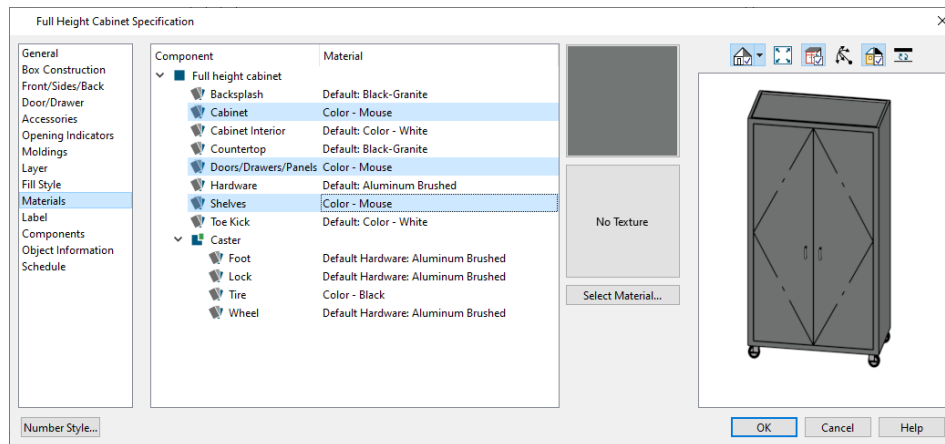 Full Height Cabinet Specification
General
Box Construction
Front/Sides/Back
Door/Drawer
Accessories
Opening Indicators
Moldings
Layer
Fill Style
Materials
Label
Components
Object Information
Schedule
Component Material
Full height cabinet
Backsplash Default: Black-Granite
Cabinet Color - Mouse
Cabinet Interior Default: Color - White
Countertop Default: Black-Granite
Doors/Drawers/Panels Color - Mouse
Hardware Default: Aluminum Brushed
Shelves Color - Mouse
Toe Kick Default: Color - White
Caster
Foot Default Hardware: Aluminum Brushed
Lock Default Hardware: Aluminum Brushed
Tire Color - Black
Wheel Default Hardware: Aluminum Brushed
No Texture
Select Material...
Number Style...
OK
Cancel
Help